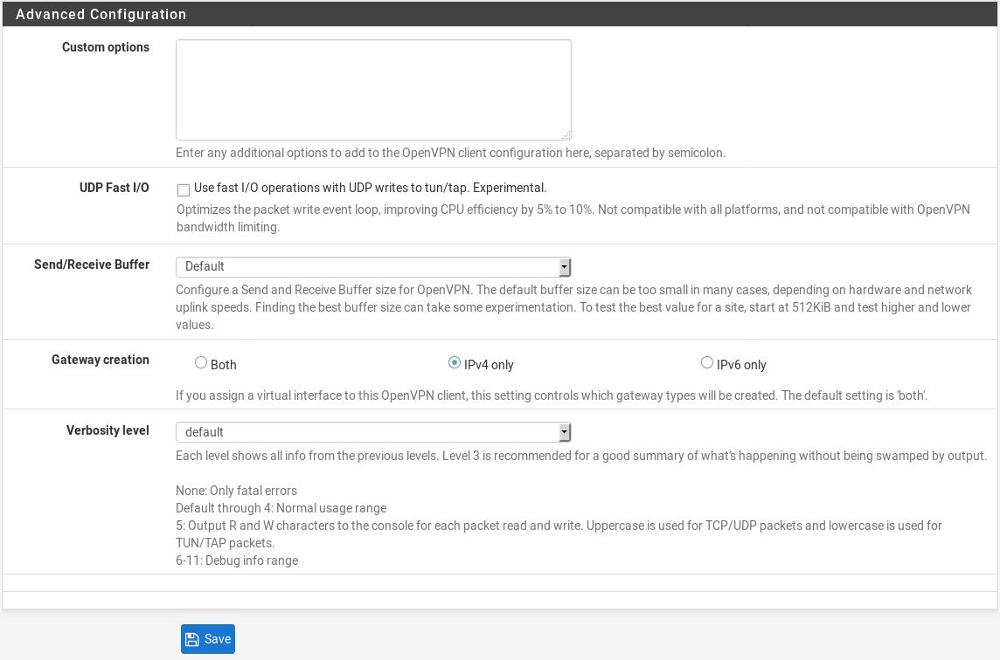 Advanced Configuration
Custom options
Enter any additional options to add to the OpenVPN client configuration here, separated by semicolon.
UDP Fast I/O
Use fast I/O operations with UDP writes to tun/tap. Experimental.
Optimizes the packet write event loop, improving CPU efficiency by 5% to 10%. Not compatible with all platforms, and not compatible with OpenVPN
bandwidth limiting.
Send/Receive Buffer
Default
Configure a Send and Receive Buffer size for OpenVPN. The default buffer size can be too small in many cases, depending on hardware and network
uplink speeds. Finding the best buffer size can take some experimentation. To test the best value for a site, start at 512KiB and test higher and lower
values.
Gateway creation
Both
IPv4 only
IPv6 only
If you assign a virtual interface to this OpenVPN client, this setting controls which gateway types will be created. The default setting is 'both'.
Verbosity level
default
Each level shows all info from the previous levels. Level 3 is recommended for a good summary of what's happening without being swamped by output.
None: Only fatal errors
Default through 4: Normal usage range
5: Output R and W characters to the console for each packet read and write. Uppercase is used for TCP/UDP packets and lowercase is used for
TUN/TAP packets.
6-11: Debug info range
Save